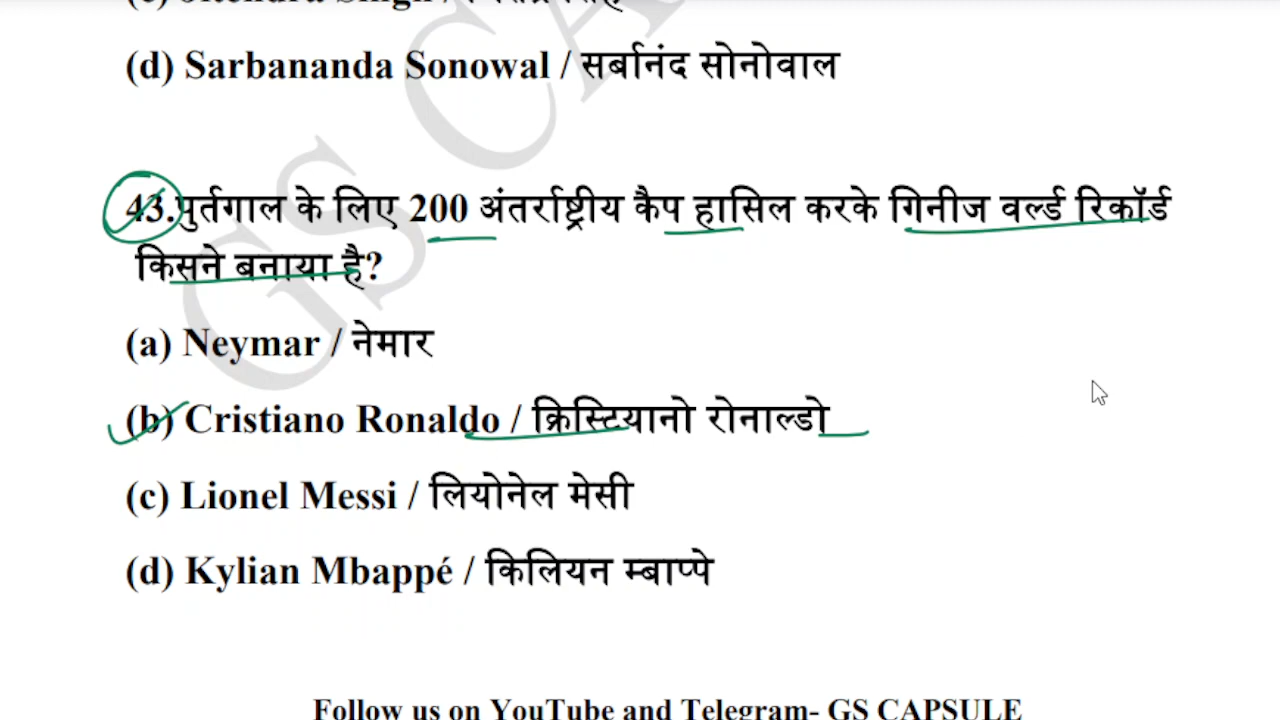 (d) Sarbananda Sonowal / सर्बानंद सोनोवाल
43.पुर्तगाल के लिए 200 अंतर्राष्ट्रीय कैप हासिल करके गिनीज वर्ल्ड रिकॉर्ड
किसने बनाया है?
(a) Neymar / नेमार
(b) Cristiano Ronaldo / क्रिस्टियानो रोनाल्डो
(c) Lionel Messi / लियोनेल मेसी
(d) Kylian Mbappé / किलियन म्बाप्पे
Follow us on YouTube and Telegram- GS CAPSULE